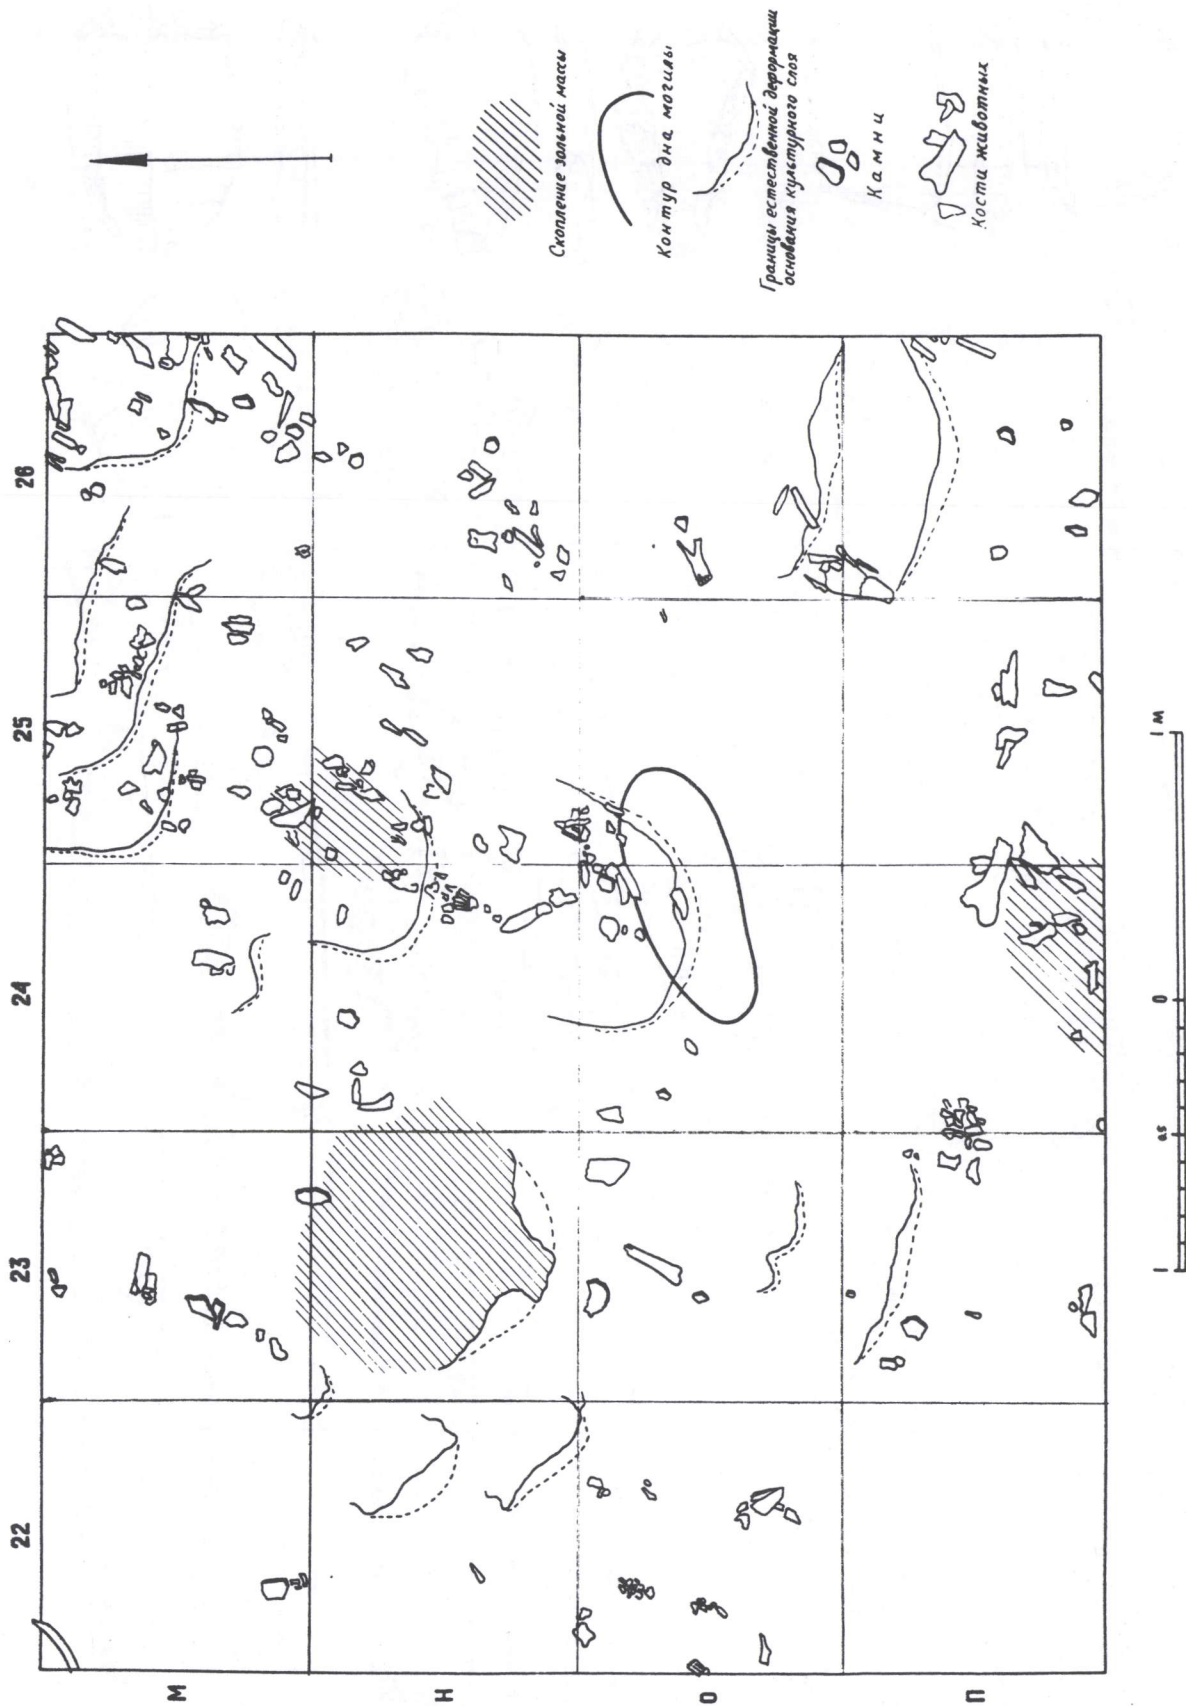 22
23
24
25
26
М
Н
О
П
Скопление зольной массы
Контур дна могилы
Границы естественной деформации
основания культурного слоя
Камни
Кости животных
1
0.5
0
1 м